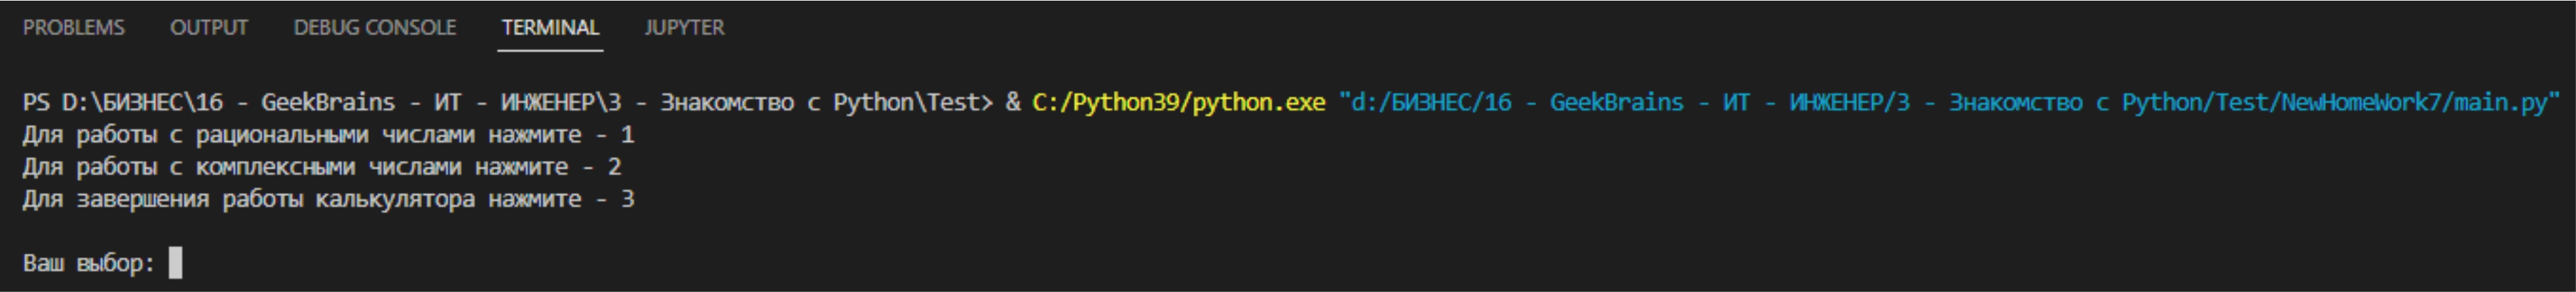 PROBLEMS OUTPUT DEBUG CONSOLE TERMINAL JUPYTER
PS D:\БИЗНЕС\16 - GeekBrains - ИТ - ИНЖЕНЕР\3 - Знакомство с Python\Test> & C:/Python39/python.exe "d:/БИЗНЕС/16 - GeekBrains - ИТ - ИНЖЕНЕР/3 - Знакомство с Python/Test/NewHomeWork7/main.py"
Для работы с рациональными числами нажмите - 1
Для работы с комплексными числами нажмите - 2
Для завершения работы калькулятора нажмите - 3
Ваш выбор: